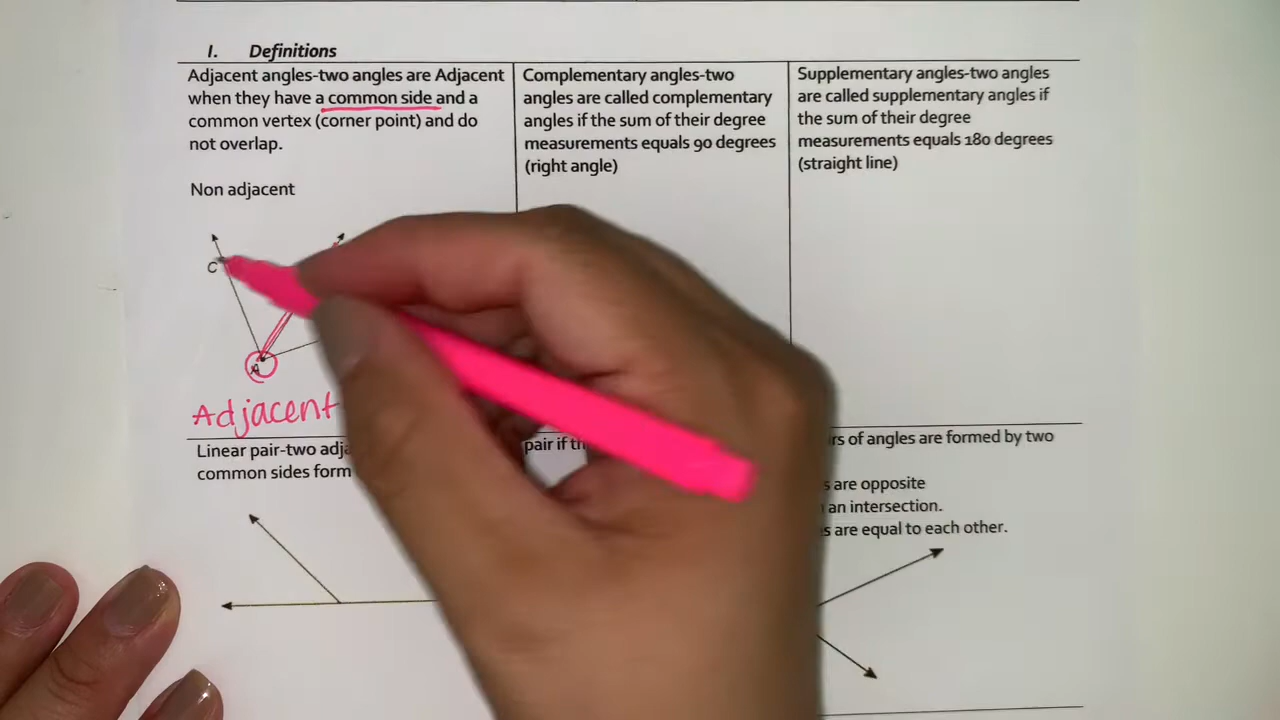 I. Definitions
Adjacent angles-two angles are Adjacent
when they have a common side and a
common vertex (corner point) and do
not overlap.
Non adjacent
C
A
Adjacent
Complementary angles-two
angles are called complementary
angles if the sum of their degree
measurements equals 90 degrees
(right angle)
Supplementary angles-two angles
are called supplementary angles if
the sum of their degree
measurements equals 180 degrees
(straight line)
Linear pair-two pair if
common sides form
of angles are formed by two
are opposite
an intersection.
are equal to each other.